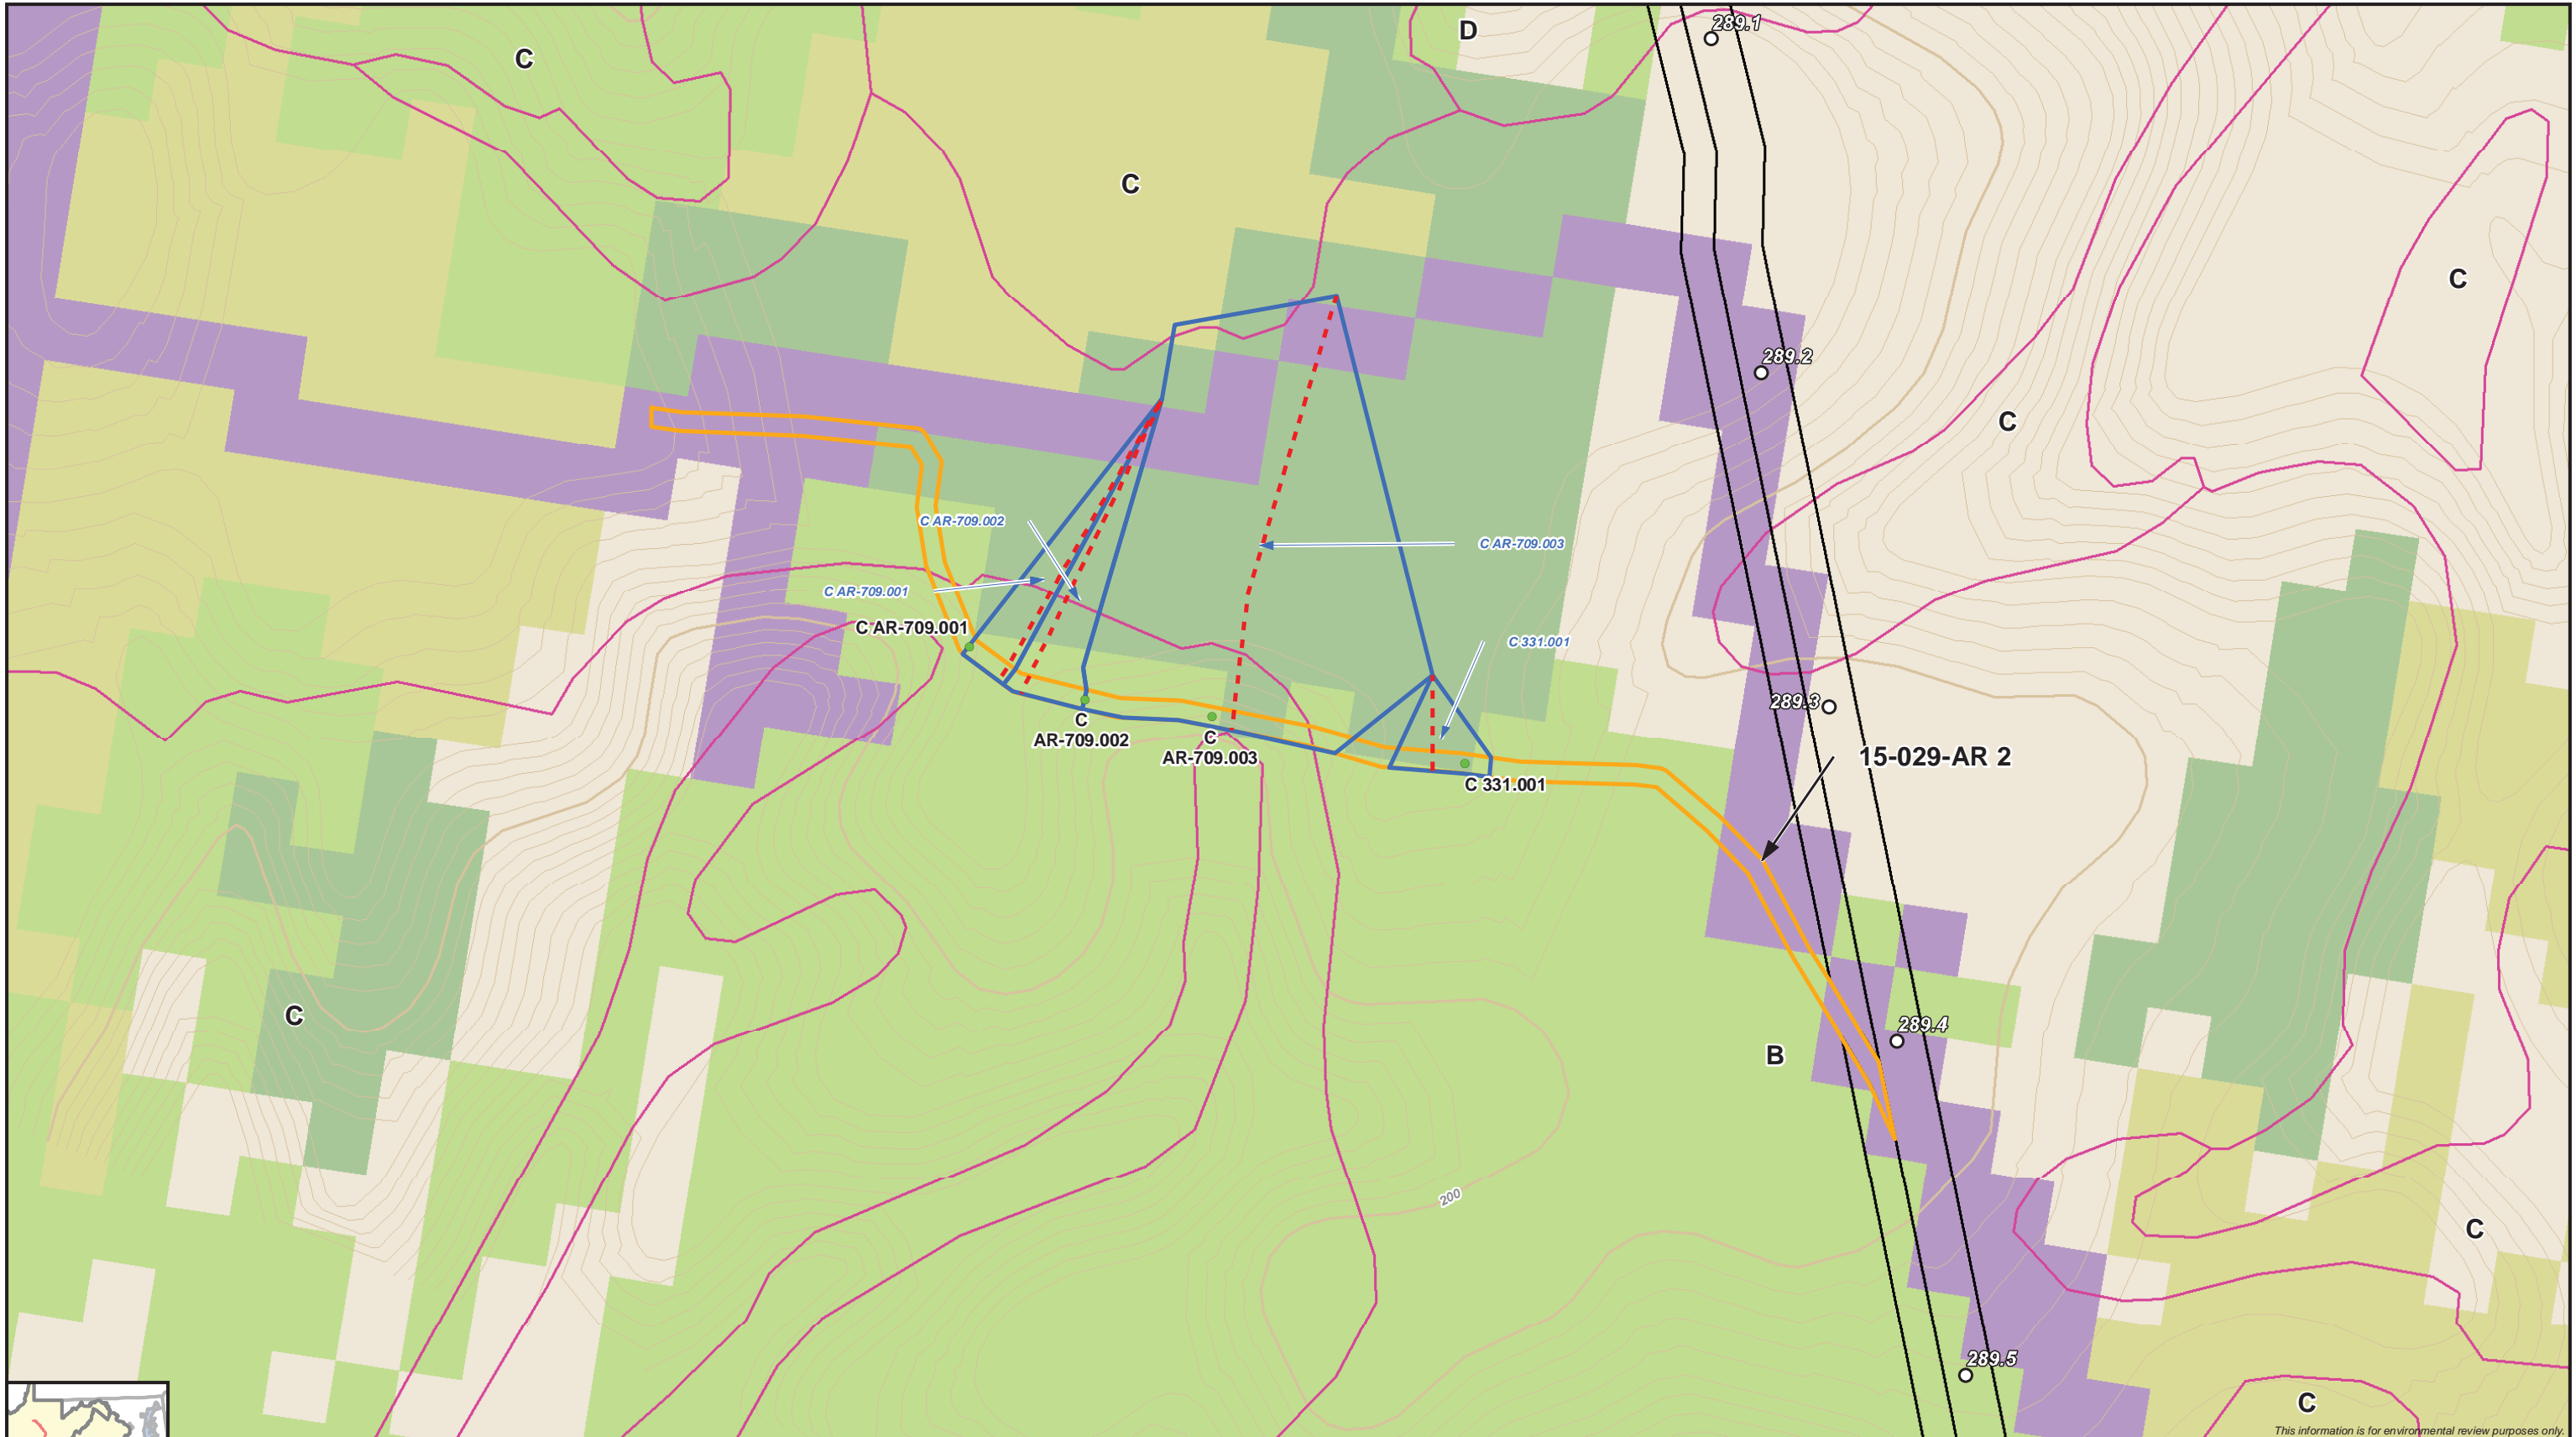 289.1
D
C
C
C
289.2
C
C AR-709.002
C AR-709.003
C AR-709.001
C AR-709.001
C 331.001
289.3
C
AR-709.002
C
AR-709.003
15-029-AR 2
C 331.001
C
289.4
B
200
C
289.5
C
This information is for environmental review purposes only.